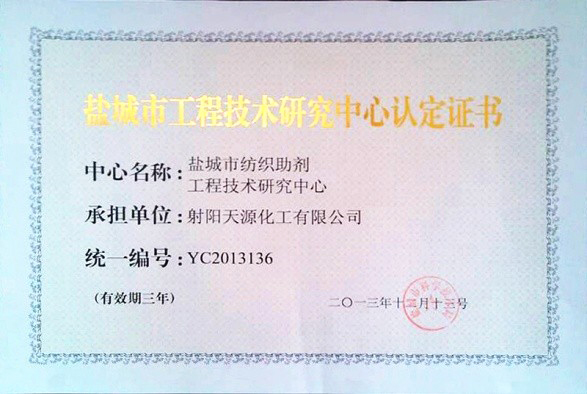 盐城市工程技术研究中心认定证书
中心名称：盐城市纺织助剂
工程技术研究中心
承担单位：射阳天源化工有限公司
统一编号：YC2013136
(有效期三年)
二〇一三年十二月十二号